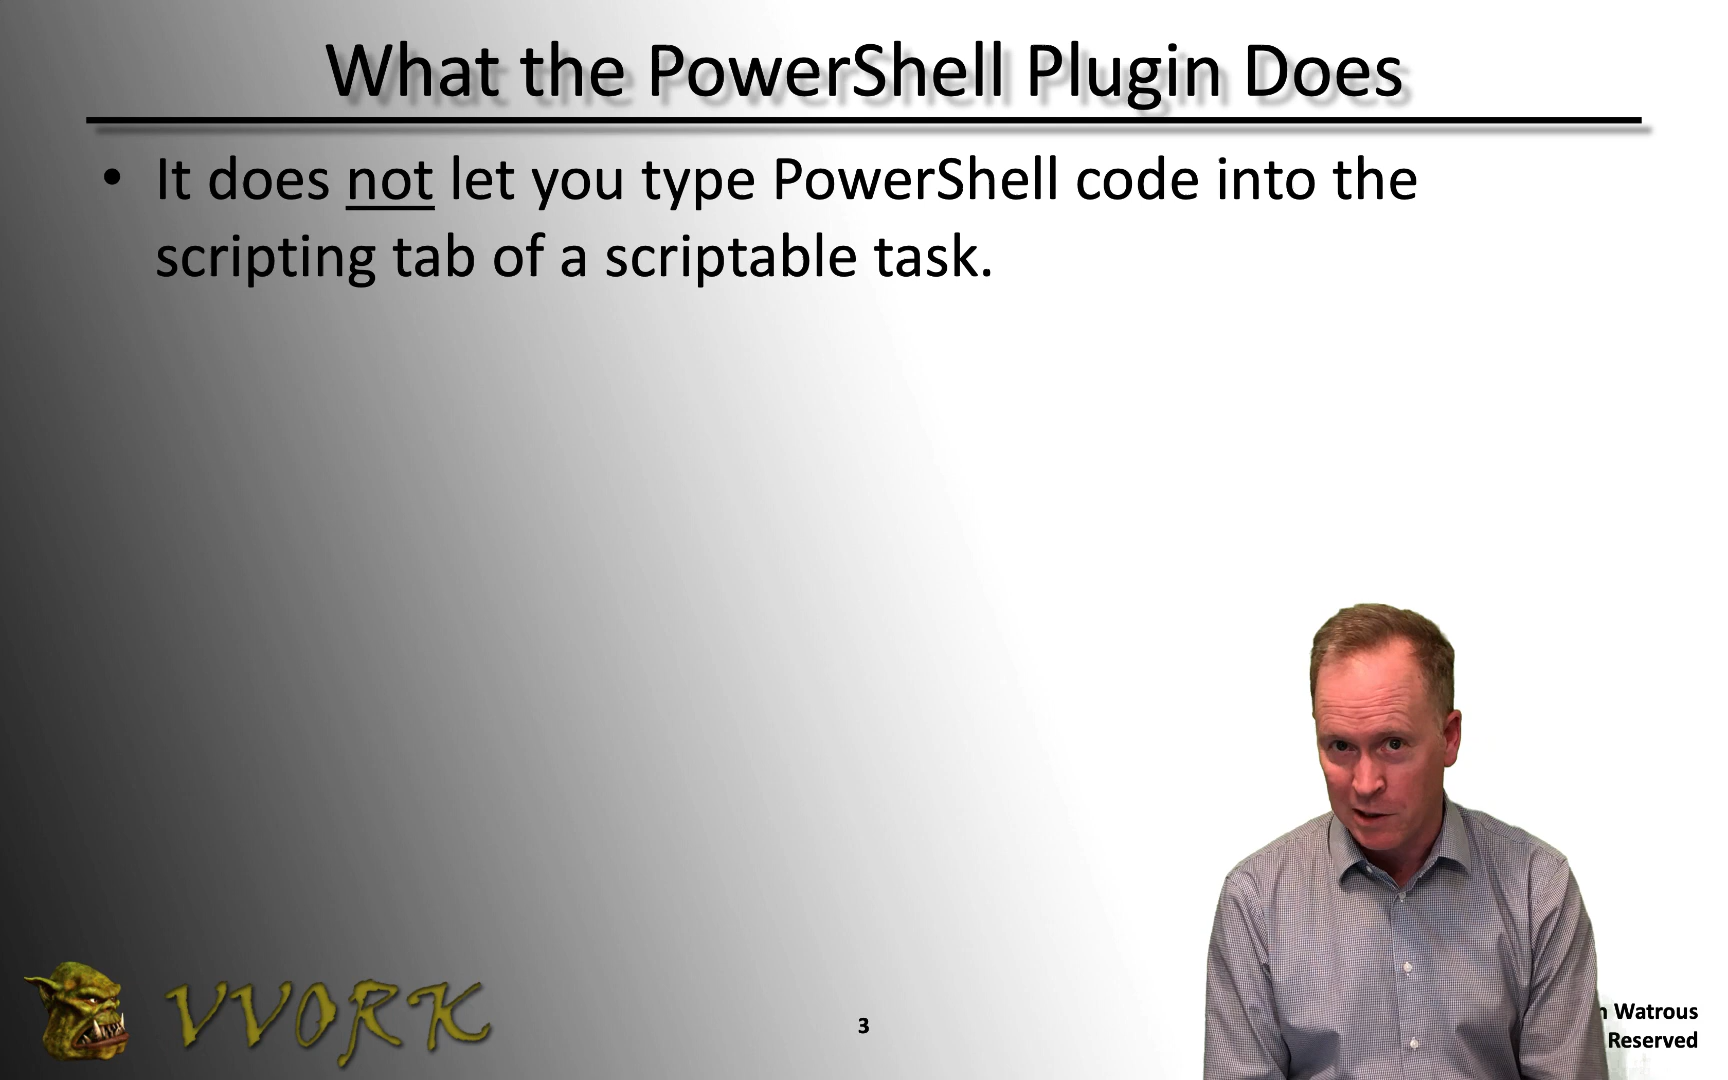 What the PowerShell Plugin Does
• It does not let you type PowerShell code into the
scripting tab of a scriptable task.
VVORK
3
Watrous
Reserved